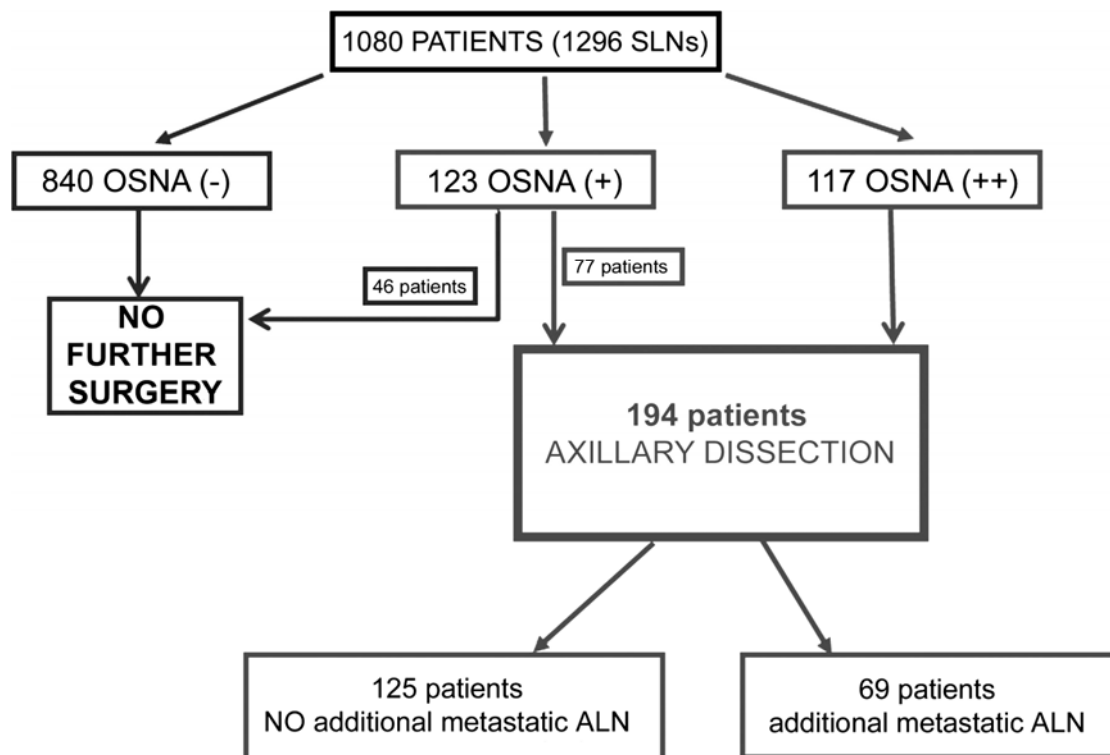 1080 PATIENTS (1296 SLNs)
840 OSNA (-)
123 OSNA (+)
117 OSNA (++)
46 patients
77 patients
NO
FURTHER
SURGERY
194 patients
AXILLARY DISSECTION
125 patients
NO additional metastatic ALN
69 patients
additional metastatic ALN